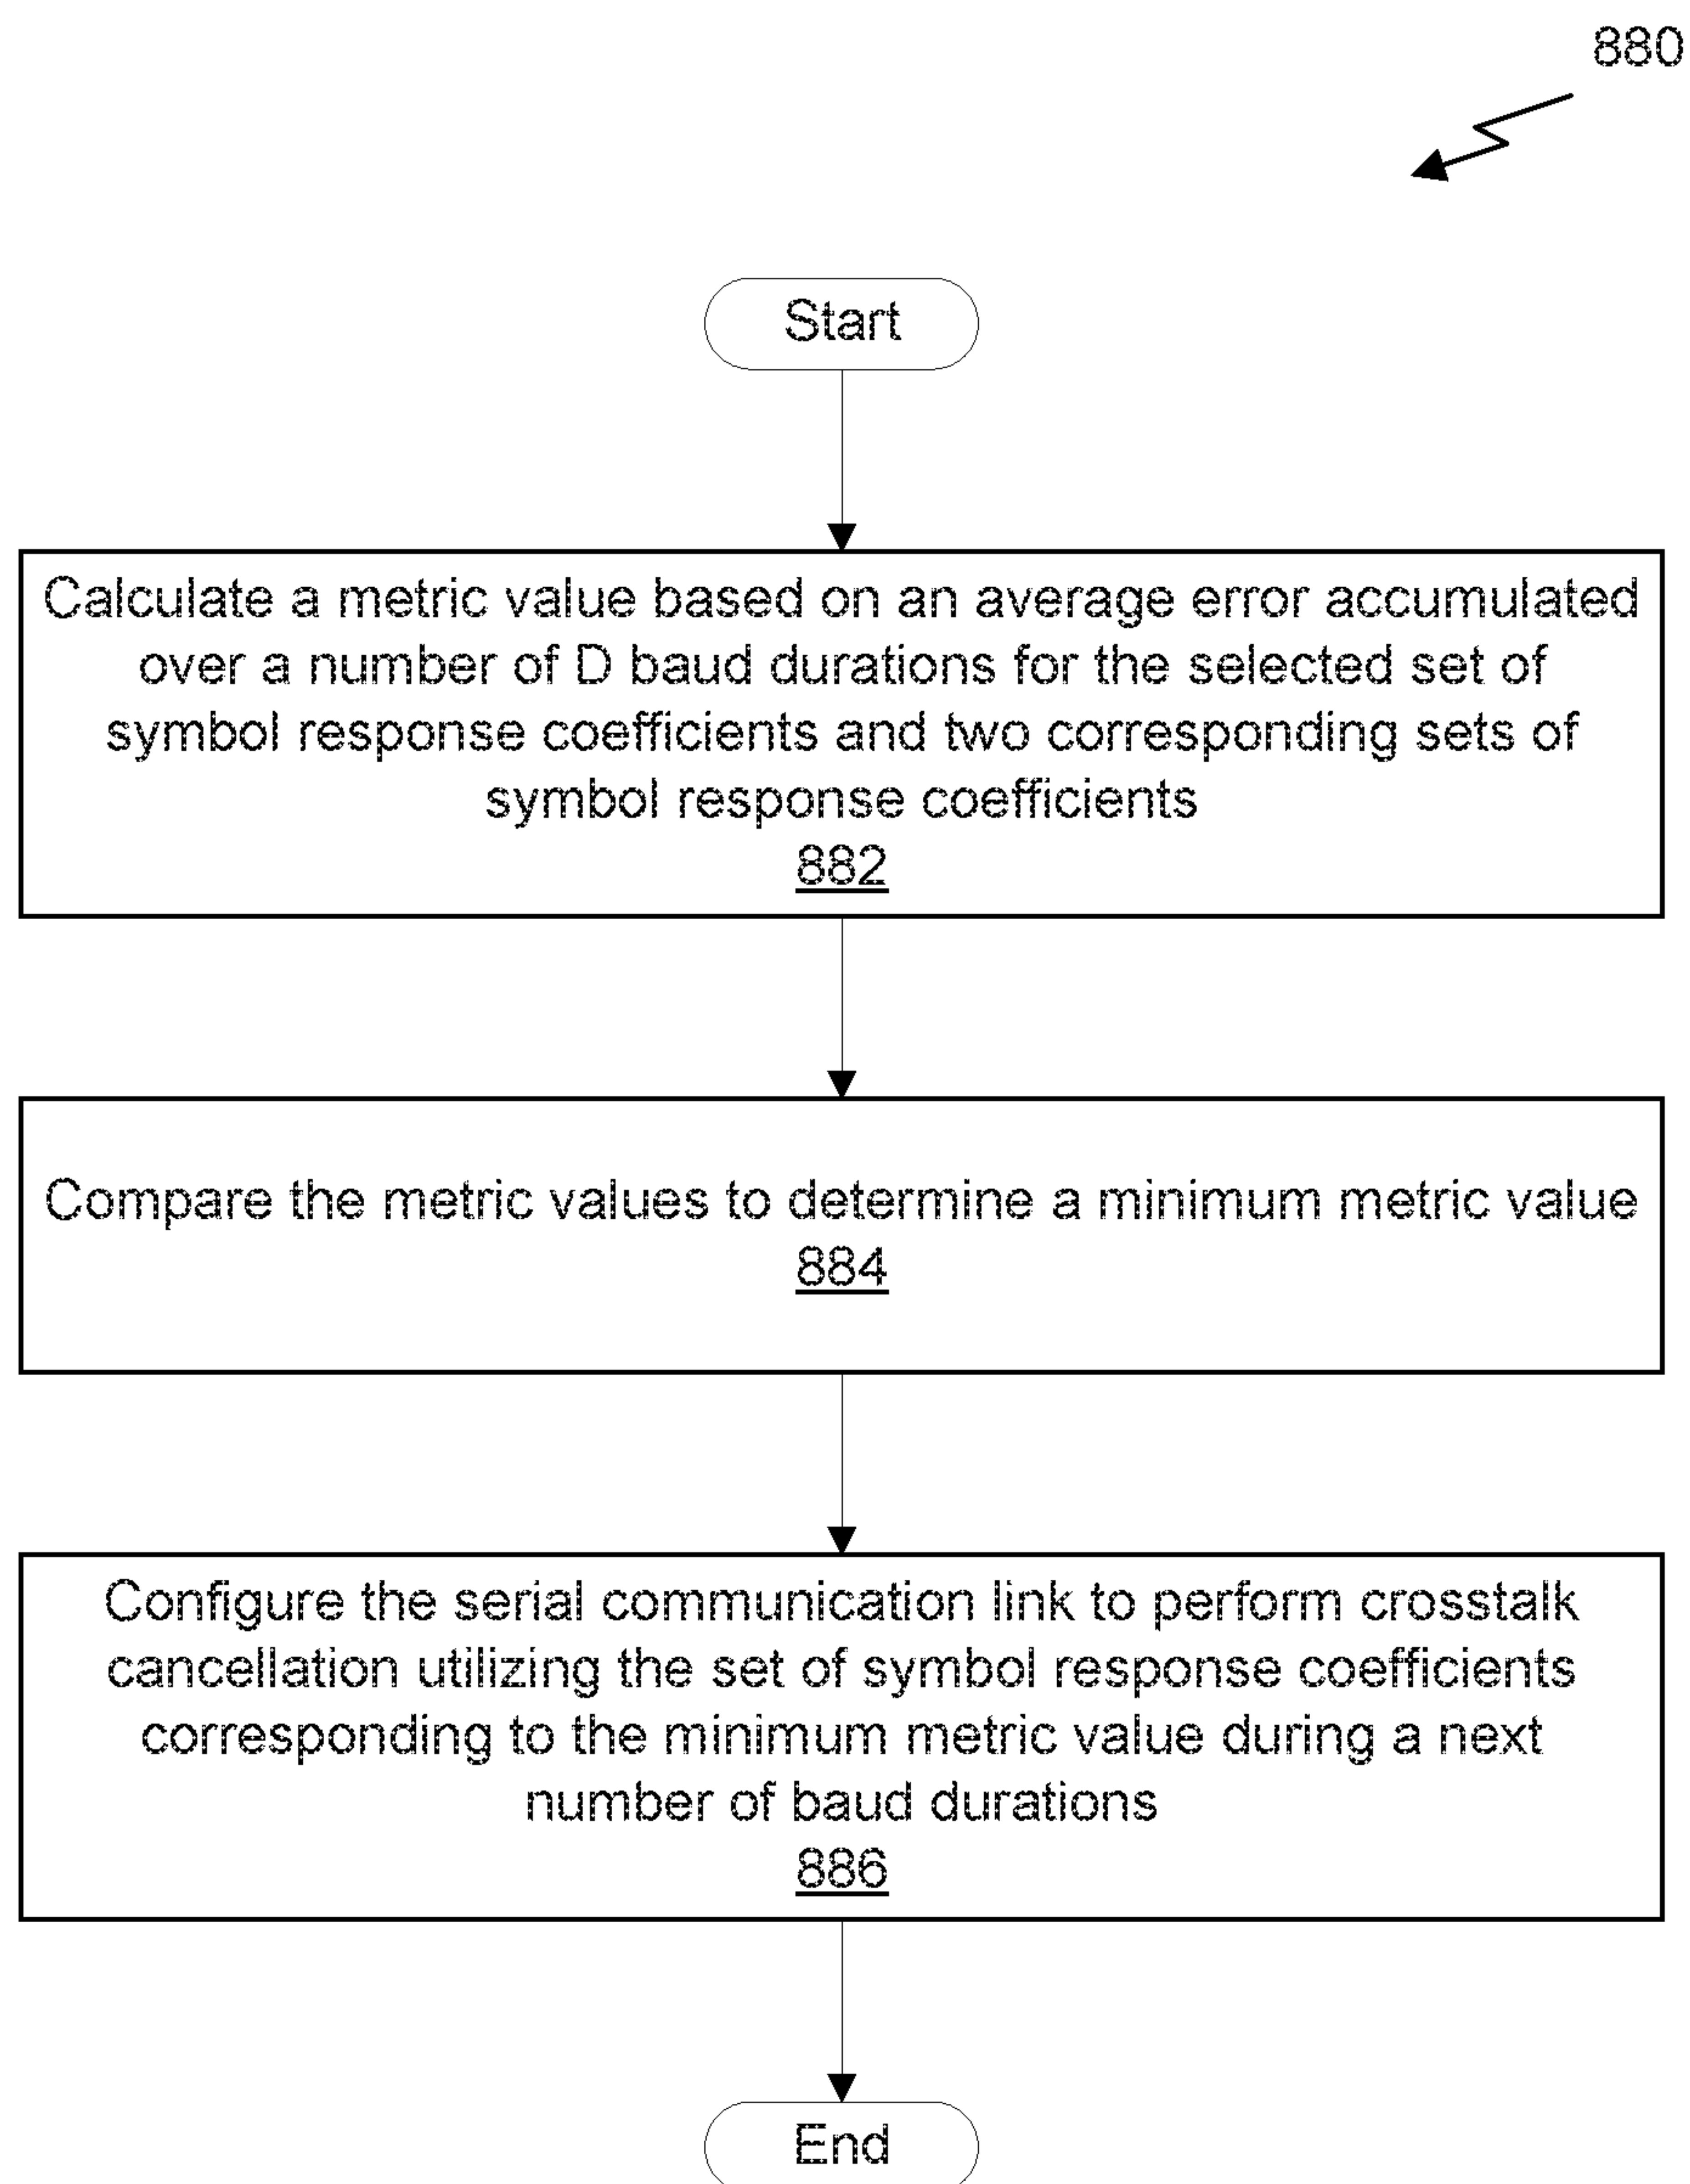 880
Start
Calculate a metric value based on an average error accumulated
over a number of D baud durations for the selected set of
symbol response coefficients and two corresponding sets of
symbol response coefficients
882
Compare the metric values to determine a minimum metric value
884
Configure the serial communication link to perform crosstalk
cancellation utilizing the set of symbol response coefficients
corresponding to the minimum metric value during a next
number of baud durations
886
End